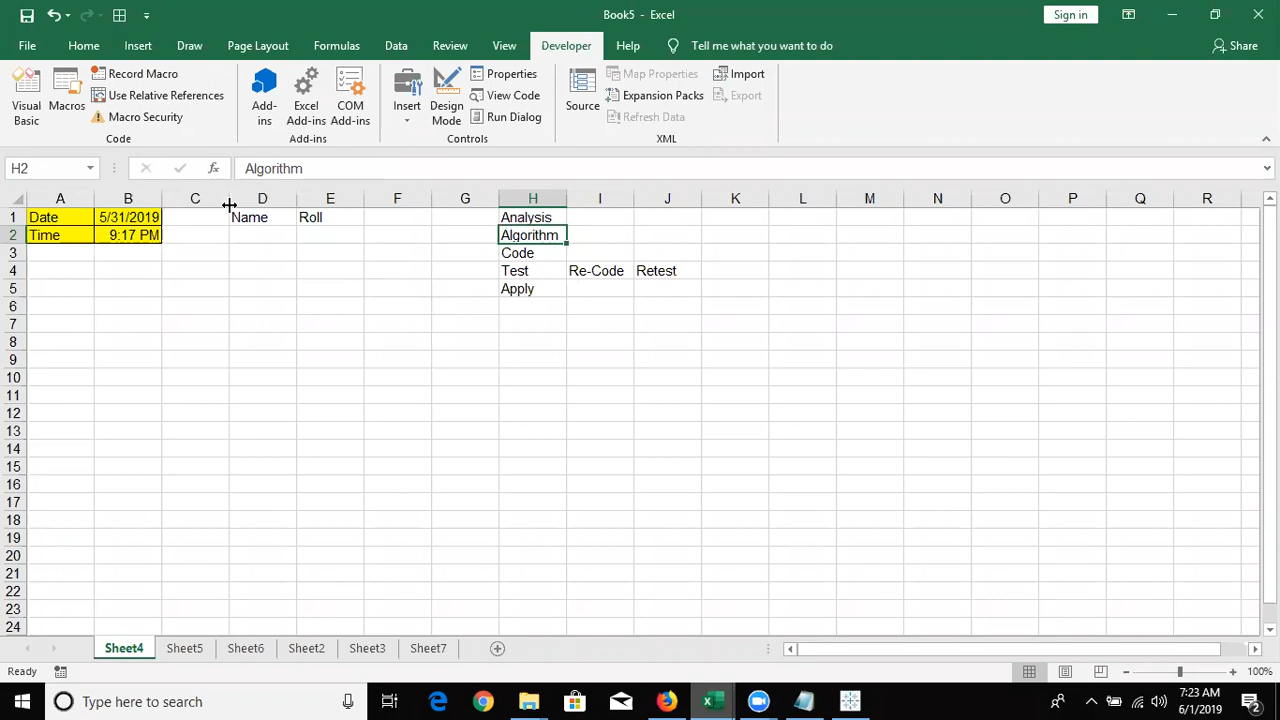 Book5 - Excel
Sign in
File Home Insert Draw Page Layout Formulas Data Review View Developer Help Tell me what you want to do Share
Visual Basic
Macros
Record Macro
Use Relative References
Macro Security
Code
Add-ins
Excel Add-ins
COM Add-ins
Add-ins
Insert
Design Mode
Properties
View Code
Run Dialog
Controls
Source
Map Properties
Expansion Packs
Refresh Data
Import
Export
XML
H2 fx Algorithm
A B C D E F G H I J K L M N O P Q R
1 Date 5/31/2019 Name Roll Analysis
2 Time 9:17 PM Algorithm
3 Code
4 Test Re-Code Retest
5 Apply
6
7
8
9
10
11
12
13
14
15
16
17
18
19
20
21
22
23
24
Sheet4 Sheet5 Sheet6 Sheet2 Sheet3 Sheet7
Ready 100%
Type here to search
7:23 AM
6/1/2019
2